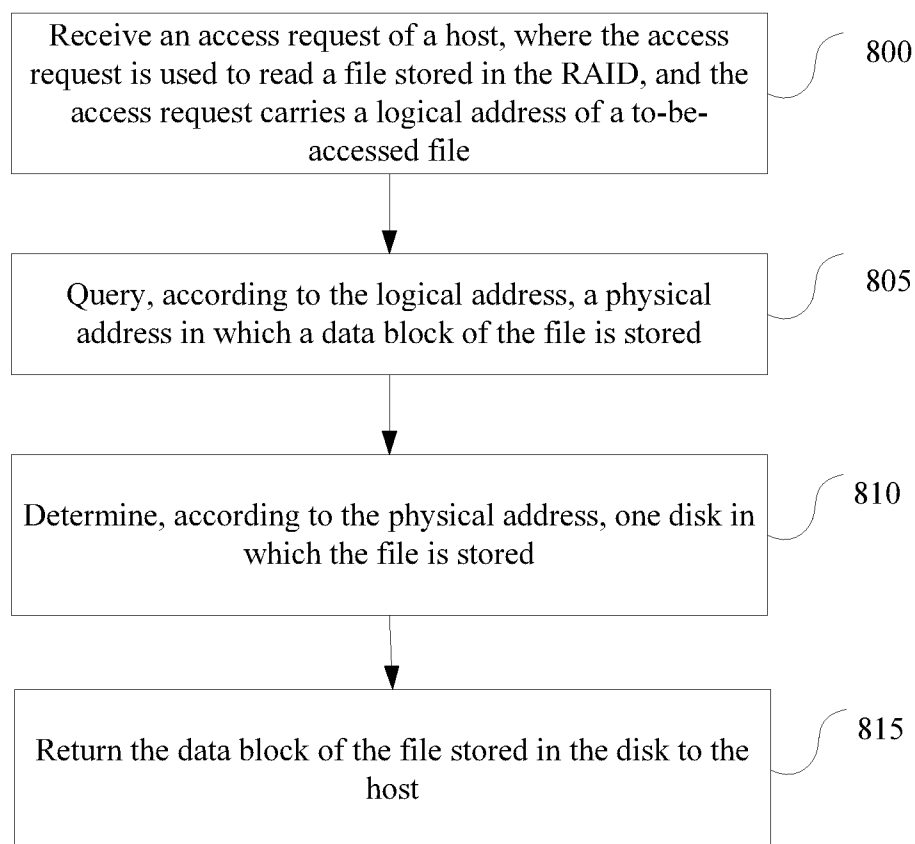 Receive an access request of a host, where the access
request is used to read a file stored in the RAID, and the
access request carries a logical address of a to-be-
accessed file
800
Query, according to the logical address, a physical
address in which a data block of the file is stored
805
Determine, according to the physical address, one disk in
which the file is stored
810
Return the data block of the file stored in the disk to the
host
815